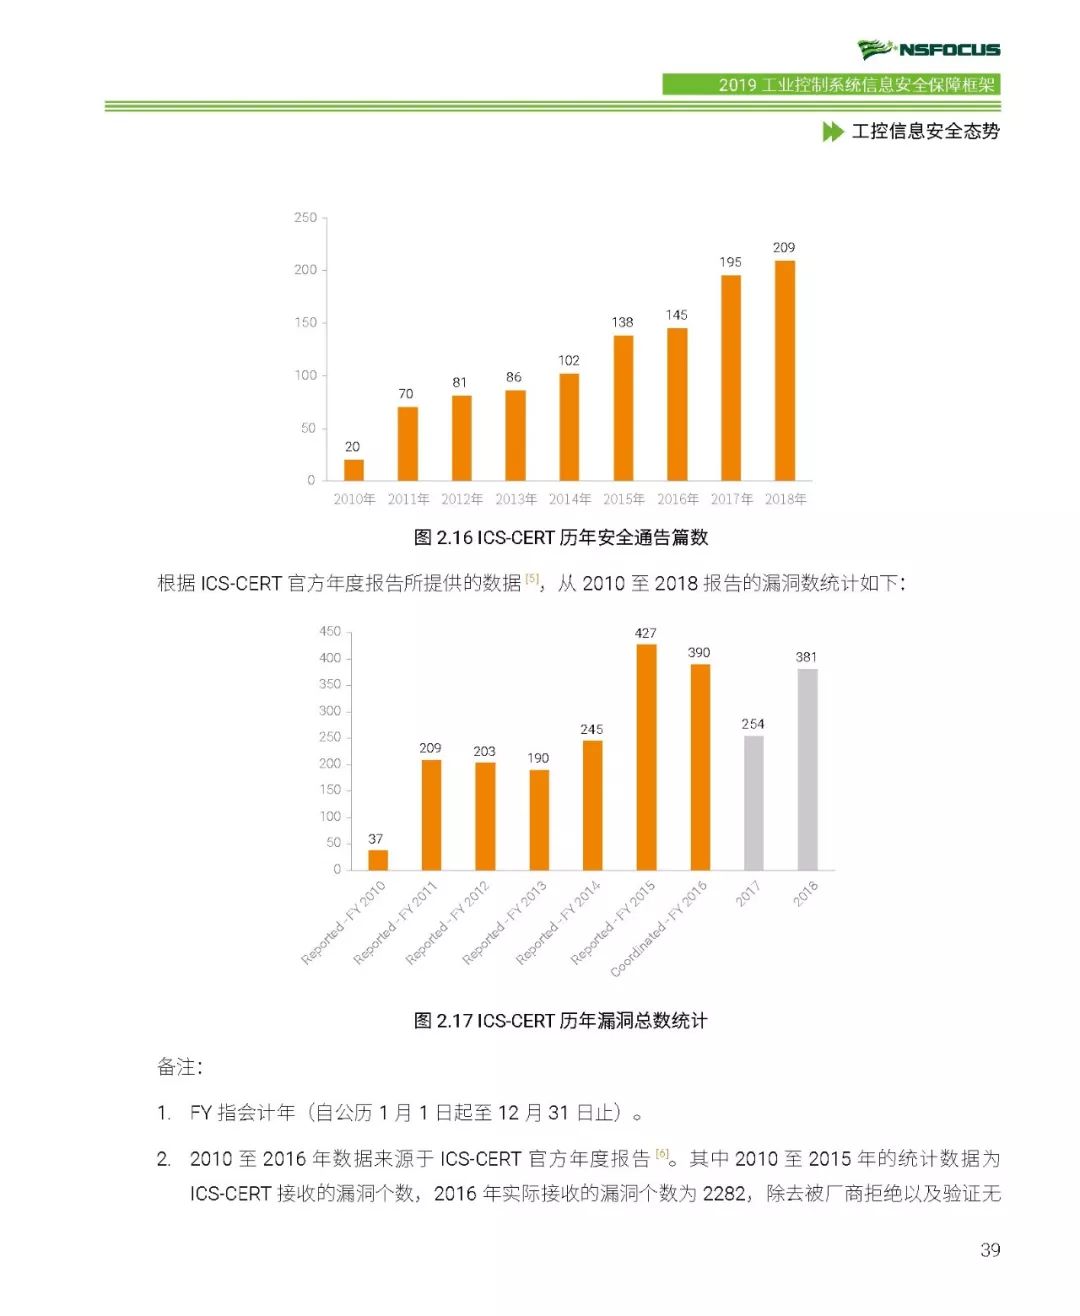 NSFOCUS
2019 工业控制系统信息安全保障框架
工控信息安全态势
250
200
150
100
50
0
20
70
81
86
102
138
145
195
209
2010年 2011年 2012年 2013年 2014年 2015年 2016年 2017年 2018年
图 2.16 ICS-CERT 历年安全通告篇数
根据 ICS-CERT 官方年度报告所提供的数据 [5]，从 2010 至 2018 报告的漏洞数统计如下：
450
400
350
300
250
200
150
100
50
0
37
209
203
190
245
427
390
254
381
Reported - FY 2010
Reported - FY 2011
Reported - FY 2012
Reported - FY 2013
Reported - FY 2014
Reported - FY 2015
Coordinated - FY 2016
2017
2018
图 2.17 ICS-CERT 历年漏洞总数统计
备注：
1. FY 指会计年（自公历 1 月 1 日起至 12 月 31 日止）。
2. 2010 至 2016 年数据来源于 ICS-CERT 官方年度报告 [6]。其中 2010 至 2015 年的统计数据为
ICS-CERT 接收的漏洞个数，2016 年实际接收的漏洞个数为 2282，除去被厂商拒绝以及验证无
39